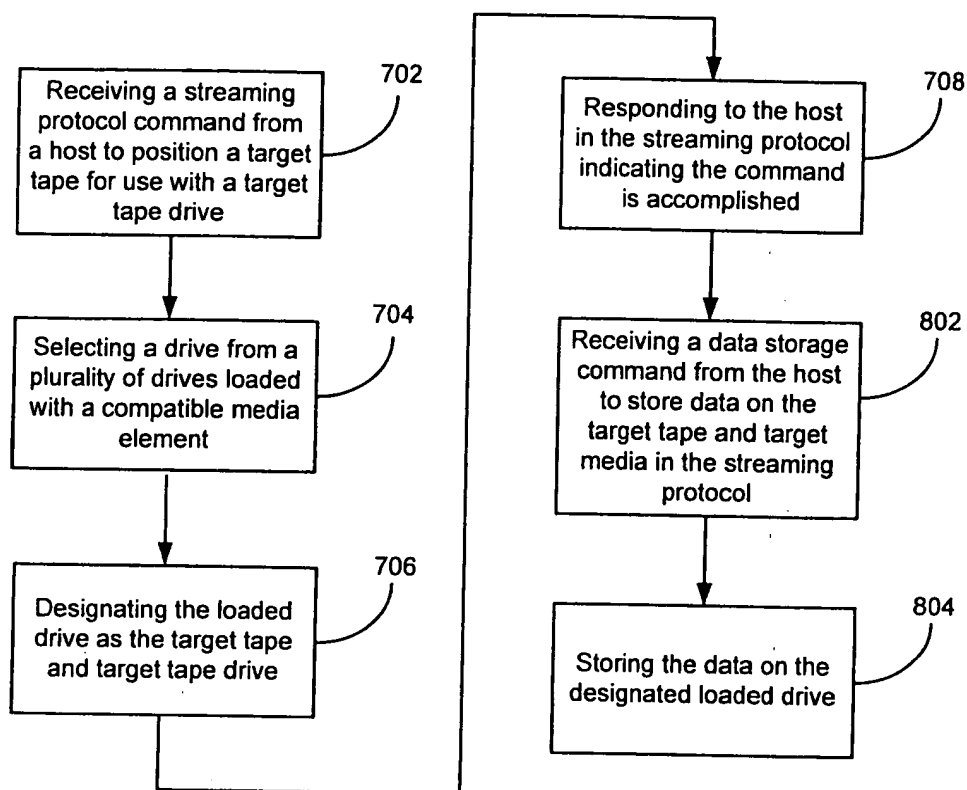 702
Receiving a streaming
protocol command from
a host to position a target
tape for use with a target
tape drive
704
Selecting a drive from a
plurality of drives loaded
with a compatible media
element
706
Designating the loaded
drive as the target tape
and target tape drive
708
Responding to the host
in the streaming protocol
indicating the command
is accomplished
802
Receiving a data storage
command from the host
to store data on the
target tape and target
media in the streaming
protocol
804
Storing the data on the
designated loaded drive